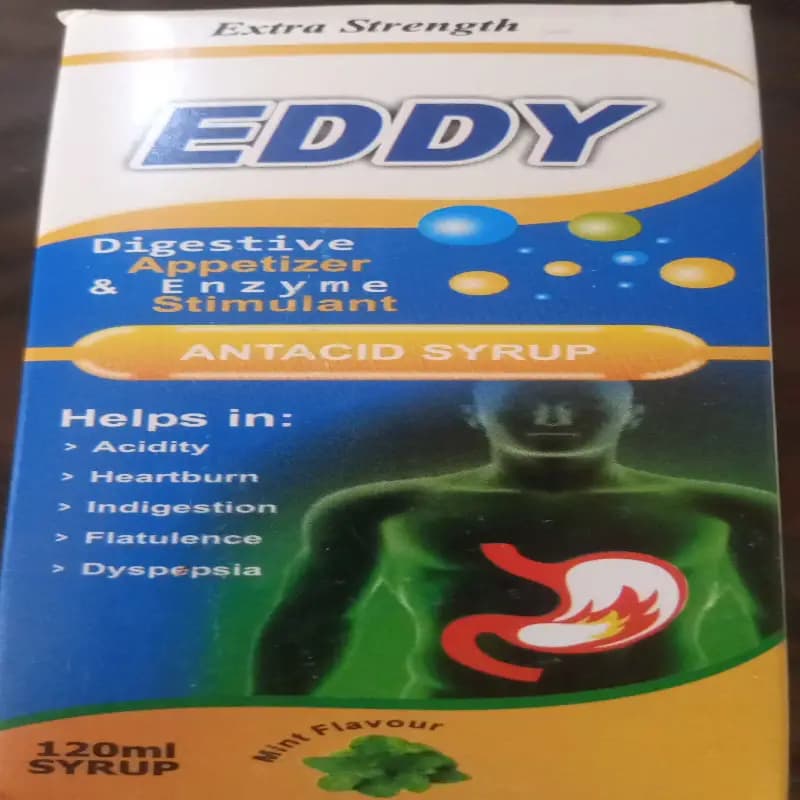 Extra Strength
EDDY
Digestive
Appetizer
& Enzyme
Stimulant
ANTACID SYRUP
Helps in:
> Acidity
> Heartburn
> Indigestion
> Flatulence
> Dyspepsia
Mint Flavour
120ml
SYRUP